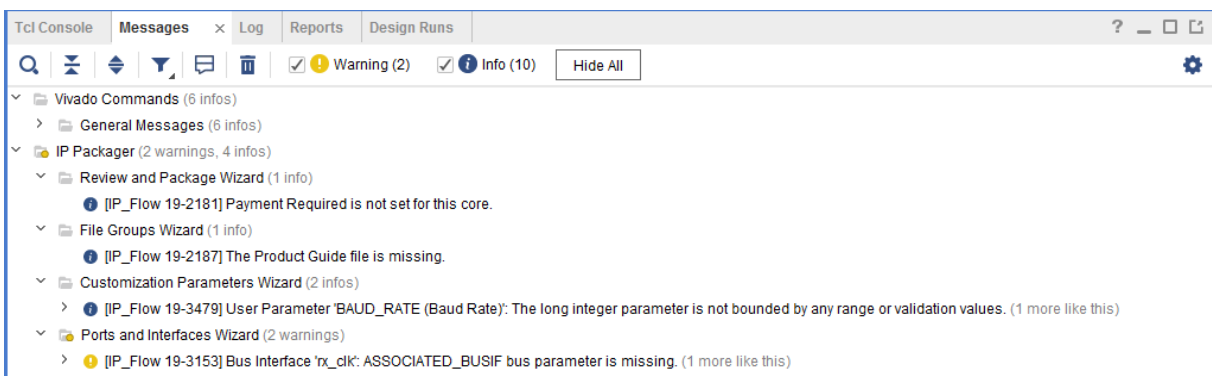 Tcl Console Messages × Log Reports Design Runs ?
Warning (2) Info (10) Hide All
Vivado Commands (6 infos)
General Messages (6 infos)
IP Packager (2 warnings, 4 infos)
Review and Package Wizard (1 info)
[IP_Flow 19-2181] Payment Required is not set for this core.
File Groups Wizard (1 info)
[IP_Flow 19-2187] The Product Guide file is missing.
Customization Parameters Wizard (2 infos)
[IP_Flow 19-3479] User Parameter 'BAUD_RATE (Baud Rate)': The long integer parameter is not bounded by any range or validation values. (1 more like this)
Ports and Interfaces Wizard (2 warnings)
[IP_Flow 19-3153] Bus Interface 'rx_clk': ASSOCIATED_BUSIF bus parameter is missing. (1 more like this)